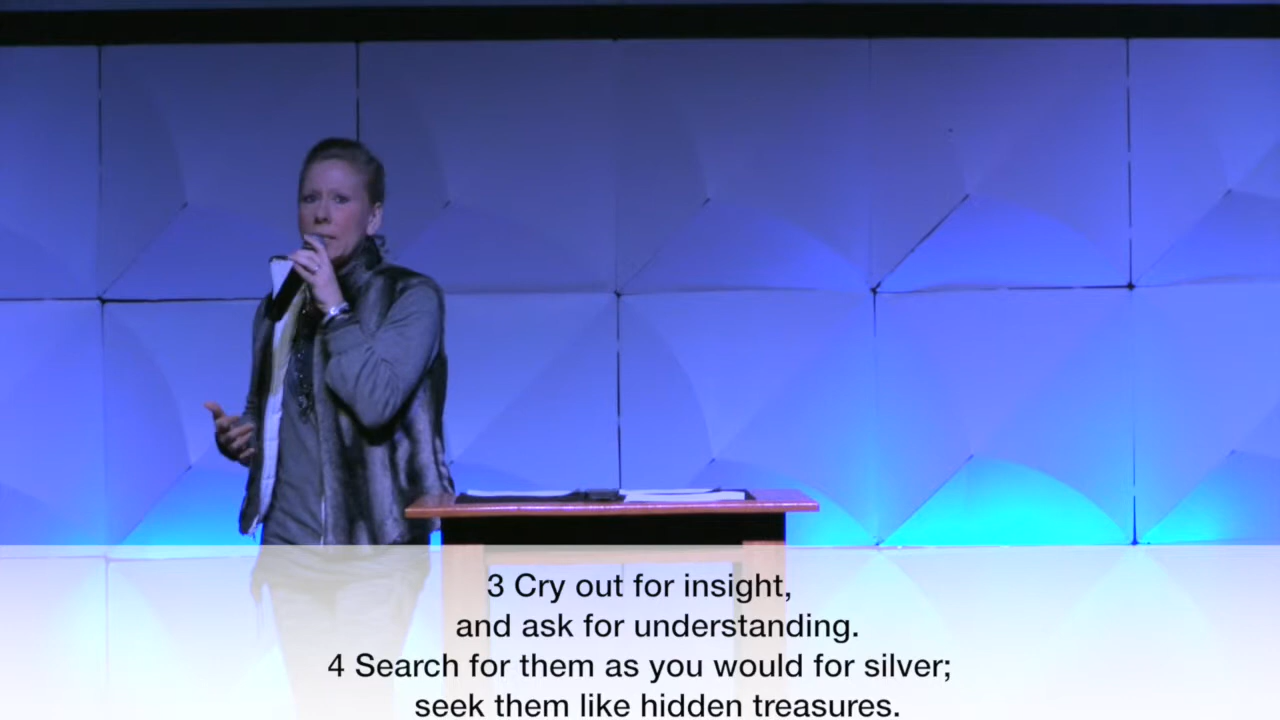 3 Cry out for insight,
and ask for understanding.
4 Search for them as you would for silver;
seek them like hidden treasures.